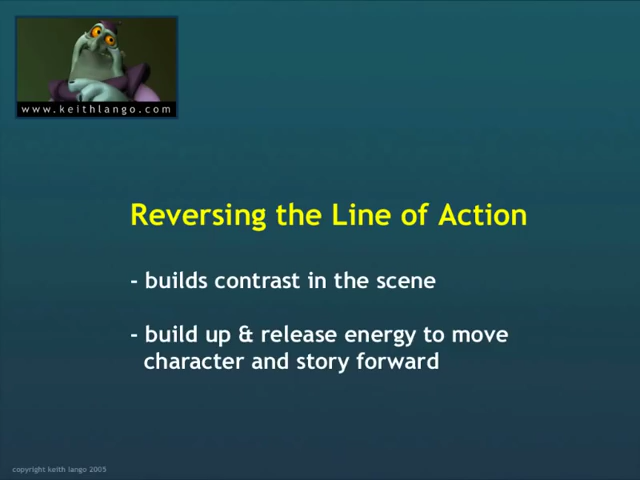 www.keithlango.com
Reversing the Line of Action
- builds contrast in the scene
- build up & release energy to move
character and story forward
copyright keith lango 2005